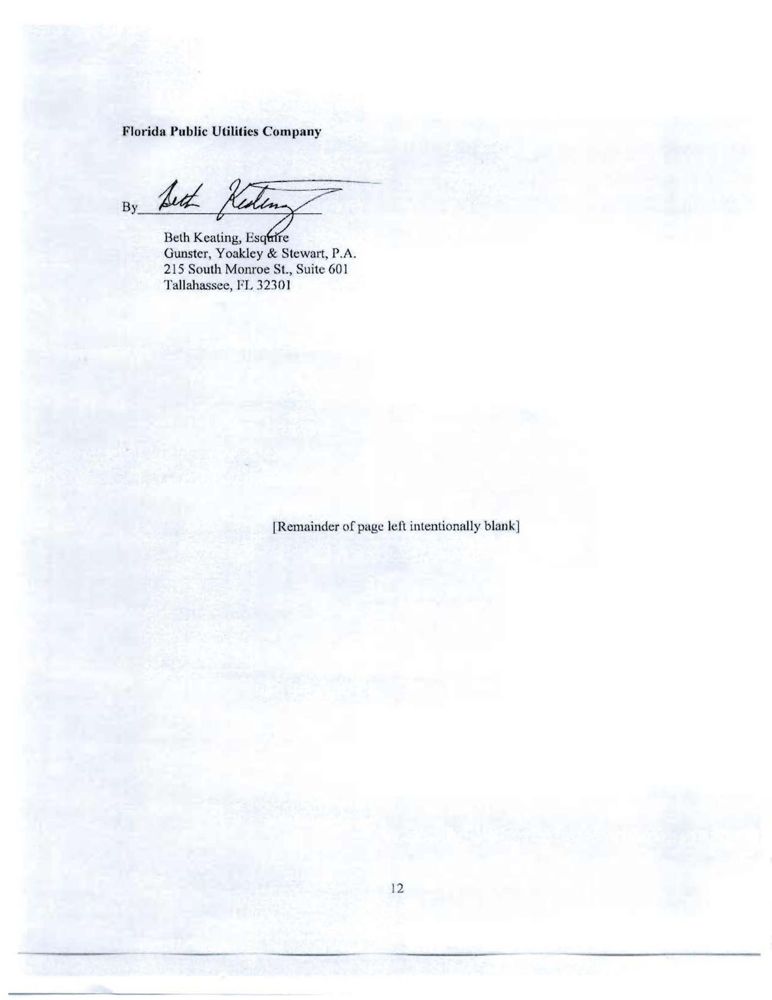 Florida Public Utilities Company
By Beth Keating
Beth Keating, Esquire
Gunster, Yoakley & Stewart, P.A.
215 South Monroe St., Suite 601
Tallahassee, FL 32301
[Remainder of page left intentionally blank]
12